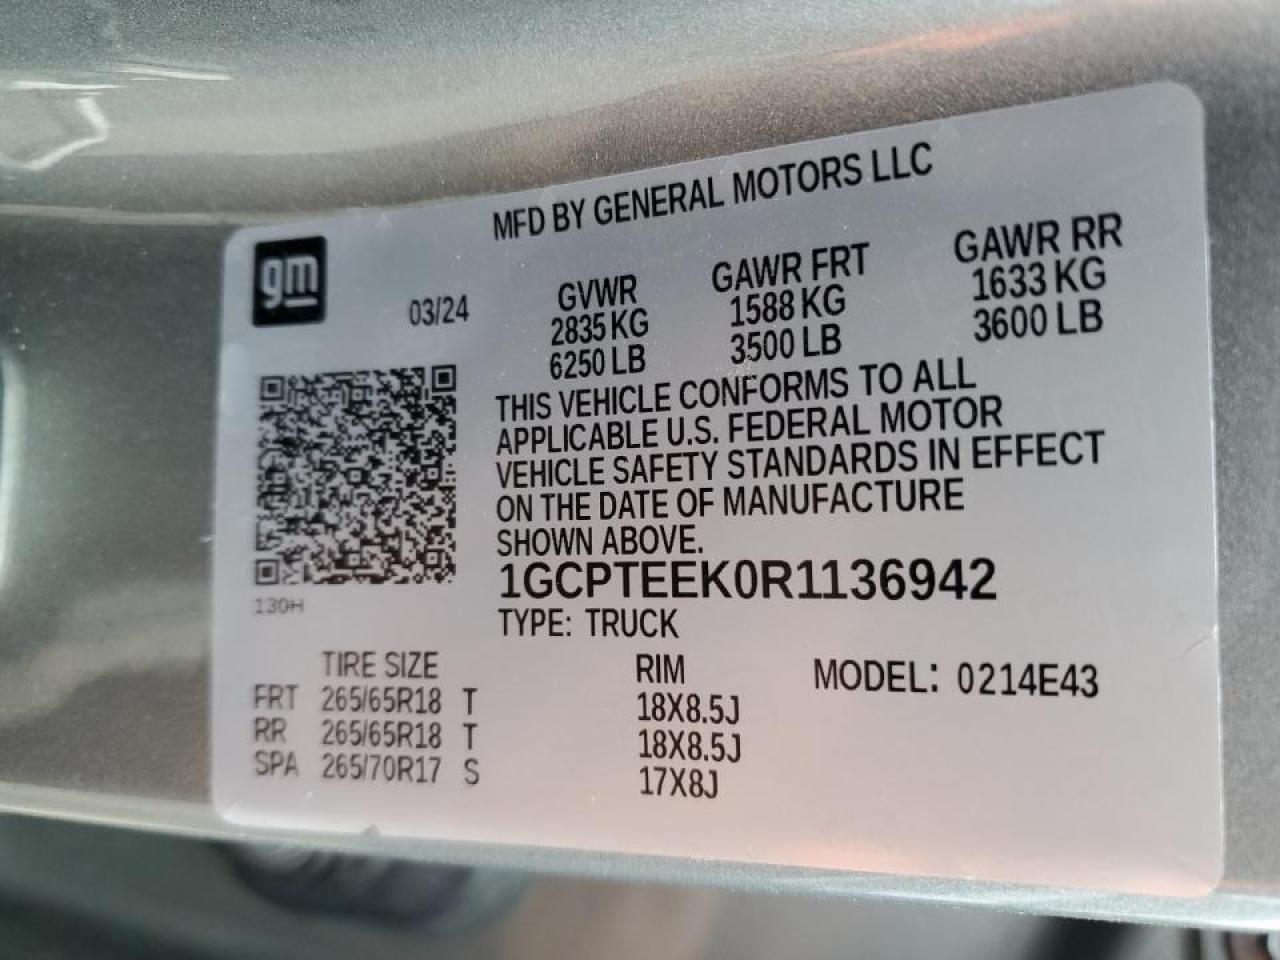 MFD BY GENERAL MOTORS LLC
gm
03/24
GVWR GAWR FRT GAWR RR
2835 KG 1588 KG 1633 KG
6250 LB 3500 LB 3600 LB
THIS VEHICLE CONFORMS TO ALL
APPLICABLE U.S. FEDERAL MOTOR
VEHICLE SAFETY STANDARDS IN EFFECT
ON THE DATE OF MANUFACTURE
SHOWN ABOVE.
1GCPTEEK0R1136942
130H
TYPE: TRUCK
TIRE SIZE RIM MODEL: 0214E43
FRT 265/65R18 T 18X8.5J
RR 265/65R18 T 18X8.5J
SPA 265/70R17 S 17X8J